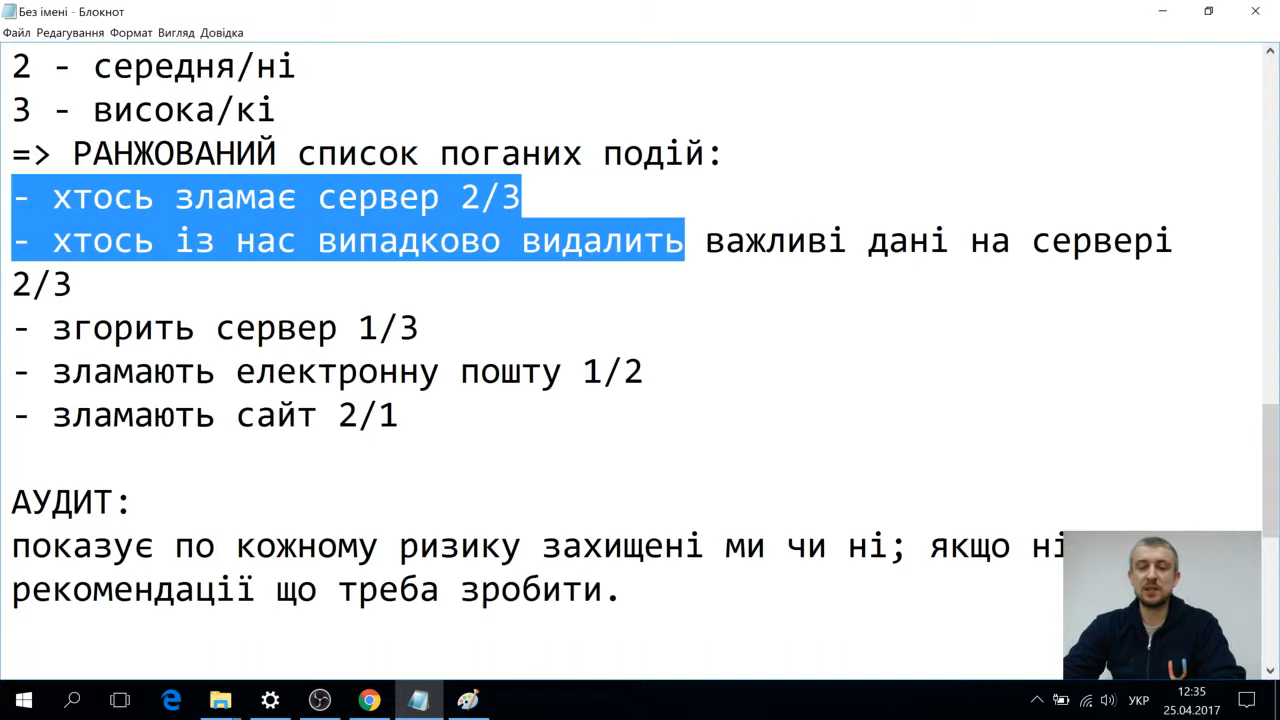 Без імені - Блокнот
Файл Редагування Формат Вигляд Довідка
2 - середня/ні
3 - висока/кі
=> РАНЖОВАНИЙ список поганих подій:
- хтось зламає сервер 2/3
- хтось із нас випадково видалить важливі дані на сервері
2/3
- згорить сервер 1/3
- зламають електронну пошту 1/2
- зламають сайт 2/1
АУДИТ:
показує по кожному ризику захищені ми чи ні; якщо ні
рекомендації що треба зробити.
УКР
12:35
25.04.2017